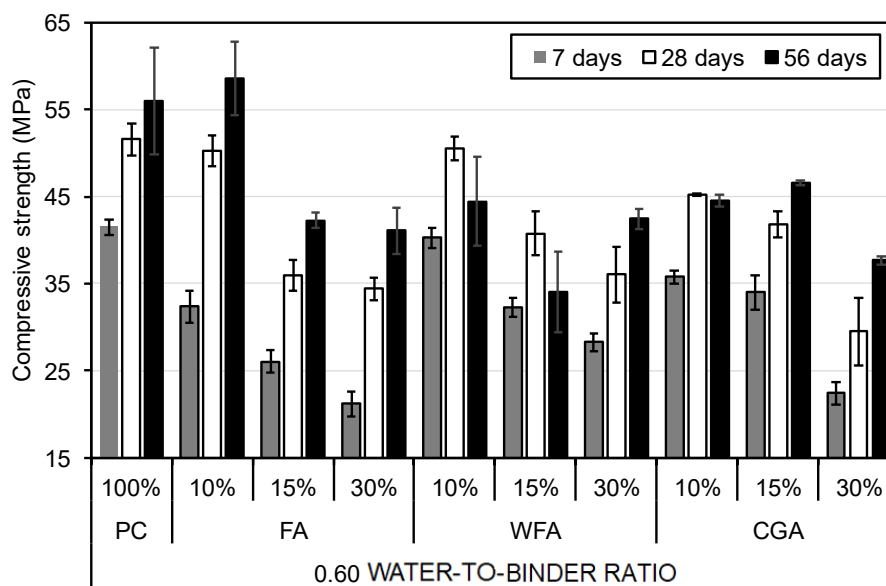 65
55
45
35
25
15
Compressive strength (MPa)
7 days 28 days 56 days
100% 10% 15% 30% 10% 15% 30% 10% 15% 30%
PC FA WFA CGA
0.60 WATER-TO-BINDER RATIO